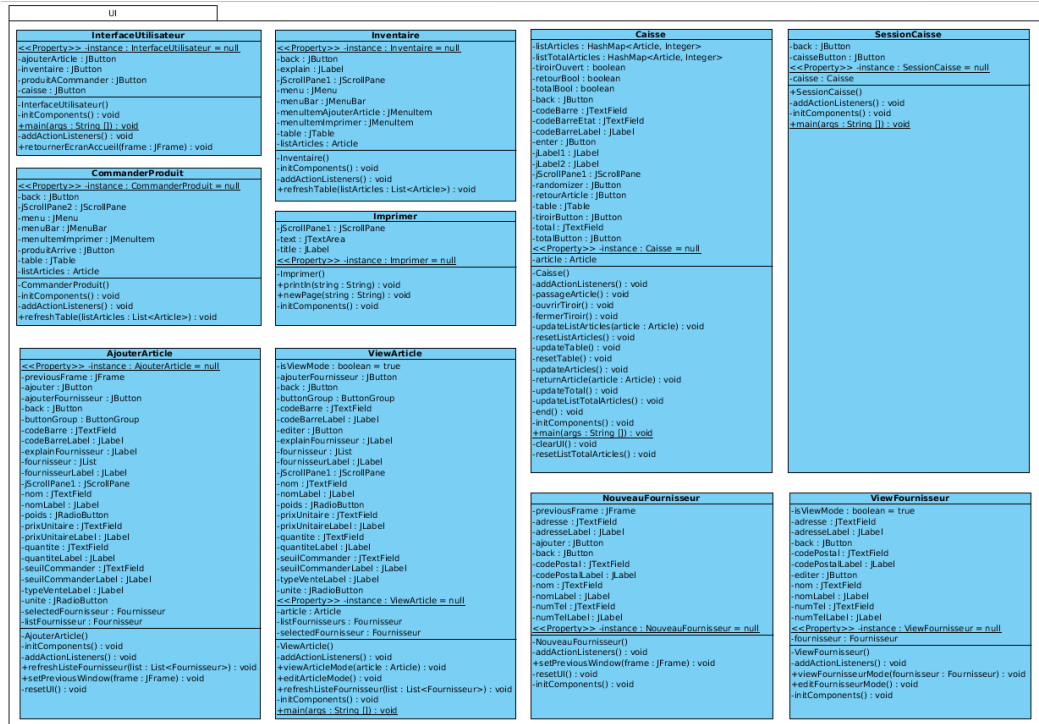 UI
InterfaceUtilisateur
<<Property>> -instance : InterfaceUtilisateur = null
-ajouterArticle : JButton
-inventaire : JButton
-produitACommander : JButton
-caisse : JButton
-InterfaceUtilisateur()
-initComponents() : void
+main(args : String []) : void
-addActionListeners() : void
+retournerEcranAccueil(frame : JFrame) : void
CommanderProduit
<<Property>> -instance : CommanderProduit = null
-back : JButton
-jScrollPane2 : JScrollPane
-menu : JMenu
-menuBar : JMenuBar
-menuItemImprimer : JMenuItem
-produitArrive : JButton
-table : JTable
-listArticles : Article
-CommanderProduit()
-initComponents() : void
-addActionListeners() : void
+refreshTable(listArticles : List<Article>) : void
Inventaire
<<Property>> -instance : Inventaire = null
-back : JButton
-explain : JLabel
-jScrollPane1 : JScrollPane
-menu : JMenu
-menuBar : JMenuBar
-menuItemAjouterArticle : JMenuItem
-menuItemImprimer : JMenuItem
-table : JTable
-listArticles : Article
-Inventaire()
-initComponents() : void
-addActionListeners() : void
+refreshTable(listArticles : List<Article>) : void
Imprimer
-jScrollPane1 : JScrollPane
-text : JTextArea
-title : JLabel
<<Property>> -instance : Imprimer = null
-Imprimer()
+println(string : String) : void
+newPage(string : String) : void
-initComponents() : void
Caisse
-listArticles : HashMap<Article, Integer>
-listTotalArticles : HashMap<Article, Integer>
-tiroirOuvert : boolean
-retourBool : boolean
-totalBool : boolean
-back : JButton
-codeBarre : JTextField
-codeBarreEtat : JTextField
-codeBarreLabel : JLabel
-enter : JButton
-jLabel1 : JLabel
-jLabel2 : JLabel
-jScrollPane1 : JScrollPane
-randomizer : JButton
-retourArticle : JButton
-table : JTable
-tiroirButton : JButton
-total : JTextField
-totalButton : JButton
<<Property>> -instance : Caisse = null
-article : Article
-Caisse()
-addActionListeners() : void
-passageArticle() : void
-ouvrirTiroir() : void
-fermerTiroir() : void
-updateListArticles(article : Article) : void
-resetListArticles() : void
-updateTable() : void
-resetTable() : void
-updateArticles() : void
-returnArticle(article : Article) : void
-updateTotal() : void
-updateListTotalArticles() : void
-end() : void
-initComponents() : void
+main(args : String []) : void
-clearUI() : void
-resetListTotalArticles() : void
SessionCaisse
-back : JButton
-caisseButton : JButton
<<Property>> -instance : SessionCaisse = null
-caisse : Caisse
+SessionCaisse()
-addActionListeners() : void
-initComponents() : void
+main(args : String []) : void
AjouterArticle
<<Property>> -instance : AjouterArticle = null
-previousFrame : JFrame
-ajouter : JButton
-ajouterFournisseur : JButton
-back : JButton
-buttonGroup : ButtonGroup
-codeBarre : JTextField
-codeBarreLabel : JLabel
-explainFournisseur : JLabel
-fournisseur : JList
-fournisseurLabel : JLabel
-jScrollPane1 : JScrollPane
-nom : JTextField
-nomLabel : JLabel
-poids : JRadioButton
-prixUnitaire : JTextField
-prixUnitaireLabel : JLabel
-quantite : JTextField
-quantiteLabel : JLabel
-seuilCommander : JTextField
-seuilCommanderLabel : JLabel
-typeVenteLabel : JLabel
-unite : JRadioButton
-selectedFournisseur : Fournisseur
-listFournisseur : Fournisseur
-AjouterArticle()
-initComponents() : void
-addActionListeners() : void
+refreshListeFournisseur(list : List<Fournisseur>) : void
+setPreviousWindow(frame : JFrame) : void
-resetUI() : void
ViewArticle
-isViewMode : boolean = true
-ajouterFournisseur : JButton
-back : JButton
-buttonGroup : ButtonGroup
-codeBarre : JTextField
-codeBarreLabel : JLabel
-editer : JButton
-explainFournisseur : JLabel
-fournisseur : JList
-fournisseurLabel : JLabel
-jScrollPane1 : JScrollPane
-nom : JTextField
-nomLabel : JLabel
-poids : JRadioButton
-prixUnitaire : JTextField
-prixUnitaireLabel : JLabel
-quantite : JTextField
-quantiteLabel : JLabel
-seuilCommander : JTextField
-seuilCommanderLabel : JLabel
-typeVenteLabel : JLabel
-unite : JRadioButton
<<Property>> -instance : ViewArticle = null
-article : Article
-listFournisseurs : Fournisseur
-selectedFournisseur : Fournisseur
-ViewArticle()
-addActionListeners() : void
+viewArticleMode(article : Article) : void
+editArticleMode() : void
+refreshListeFournisseur(list : List<Fournisseur>) : void
-initComponents() : void
+main(args : String []) : void
NouveauFournisseur
-previousFrame : JFrame
-adresse : JTextField
-adresseLabel : JLabel
-ajouter : JButton
-back : JButton
-codePostal : JTextField
-codePostalLabel : JLabel
-nom : JTextField
-nomLabel : JLabel
-numTel : JTextField
-numTelLabel : JLabel
<<Property>> -instance : NouveauFournisseur = null
-NouveauFournisseur()
-addActionListeners() : void
+setPreviousWindow(frame : JFrame) : void
-resetUI() : void
-initComponents() : void
ViewFournisseur
-isViewMode : boolean = true
-adresse : JTextField
-adresseLabel : JLabel
-back : JButton
-codePostal : JTextField
-codePostalLabel : JLabel
-editer : JButton
-nom : JTextField
-nomLabel : JLabel
-numTel : JTextField
-numTelLabel : JLabel
<<Property>> -instance : ViewFournisseur = null
-fournisseur : Fournisseur
-ViewFournisseur()
-addActionListeners() : void
+viewFournisseurMode(fournisseur : Fournisseur) : void
+editFournisseurMode() : void
-initComponents() : void